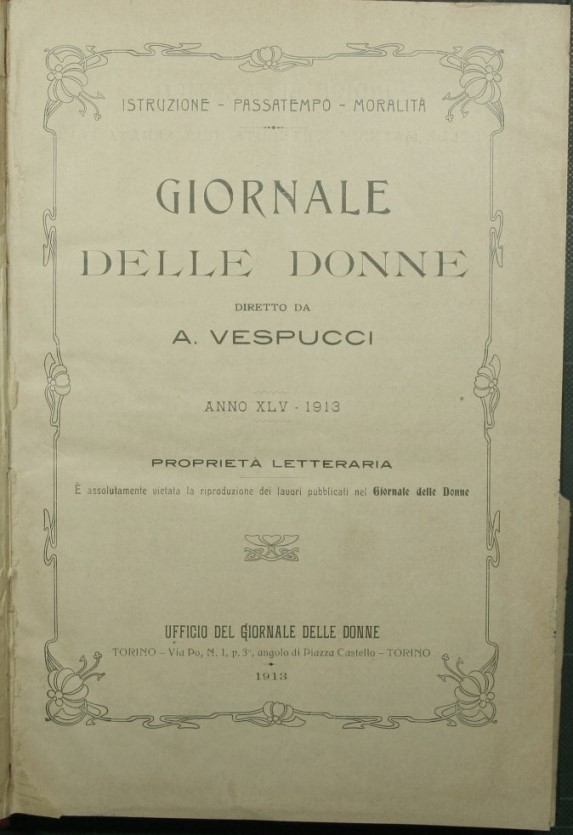 ISTRUZIONE - PASSATEMPO - MORALITÀ
GIORNALE
DELLE DONNE
DIRETTO DA
A. VESPUCCI
ANNO XLV - 1913
PROPRIETÀ LETTERARIA
È assolutamente vietata la riproduzione dei lavori pubblicati nel Giornale delle Donne
UFFICIO DEL GIORNALE DELLE DONNE
TORINO - Via Po, N. 1, p. 3°, angolo di Piazza Castello - TORINO
1913